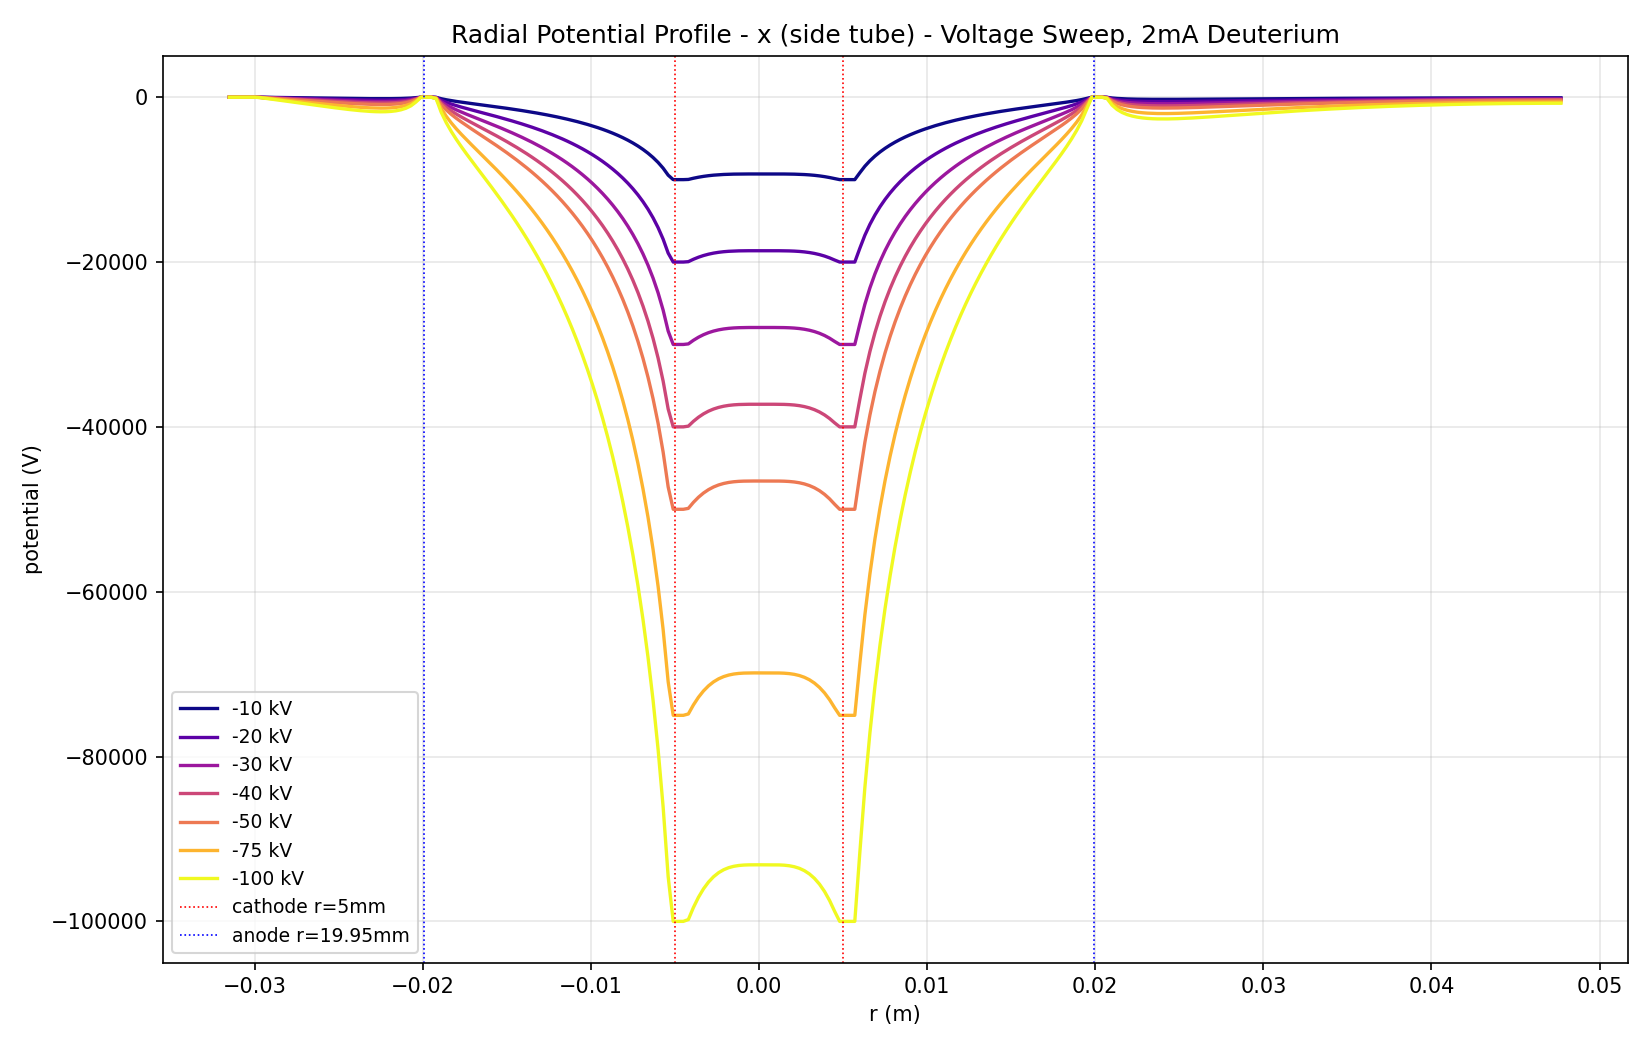 Radial Potential Profile - x (side tube) - Voltage Sweep, 2mA Deuterium
potential (V)
0
−20000
−40000
−60000
−80000
−100000
-10 kV
-20 kV
-30 kV
-40 kV
-50 kV
-75 kV
-100 kV
cathode r=5mm
anode r=19.95mm
−0.03
−0.02
−0.01
0.00
0.01
0.02
0.03
0.04
0.05
r (m)